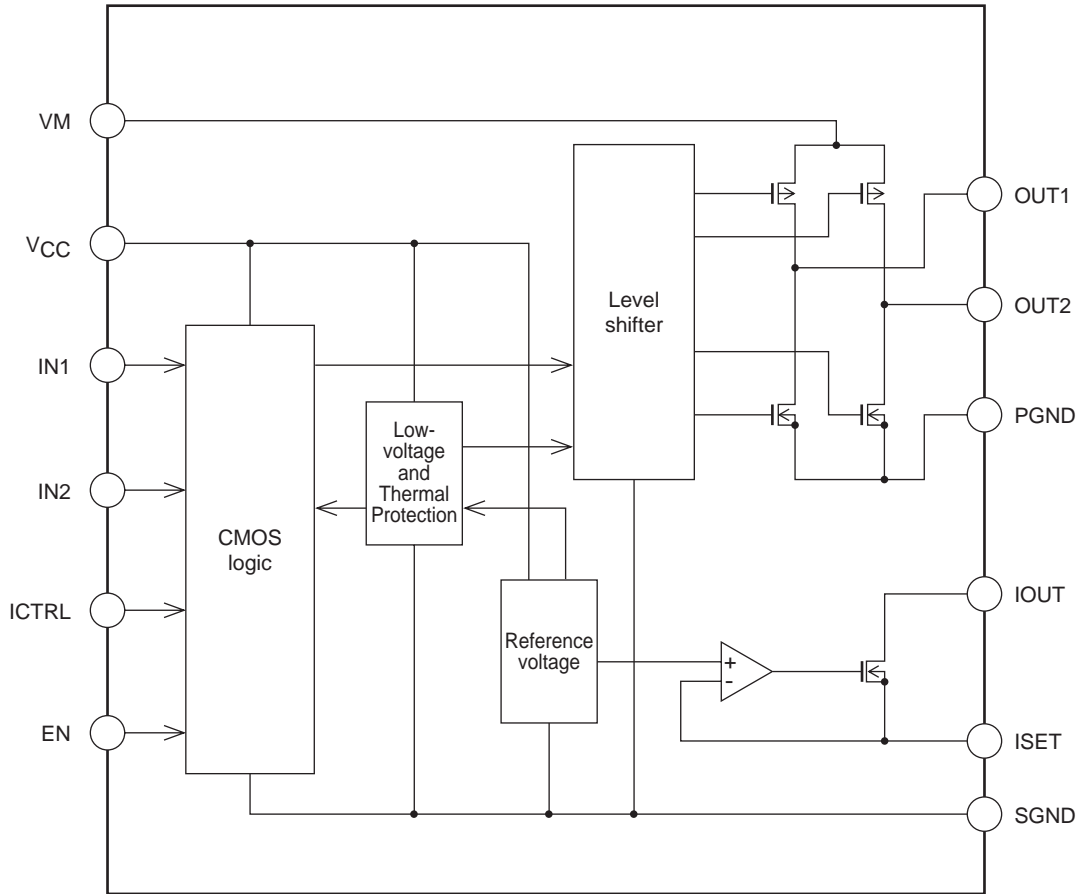 VM
VCC
IN1
IN2
ICTRL
EN
CMOS
logic
Low-
voltage
and
Thermal
Protection
Reference
voltage
Level
shifter
+
-
OUT1
OUT2
PGND
IOUT
ISET
SGND